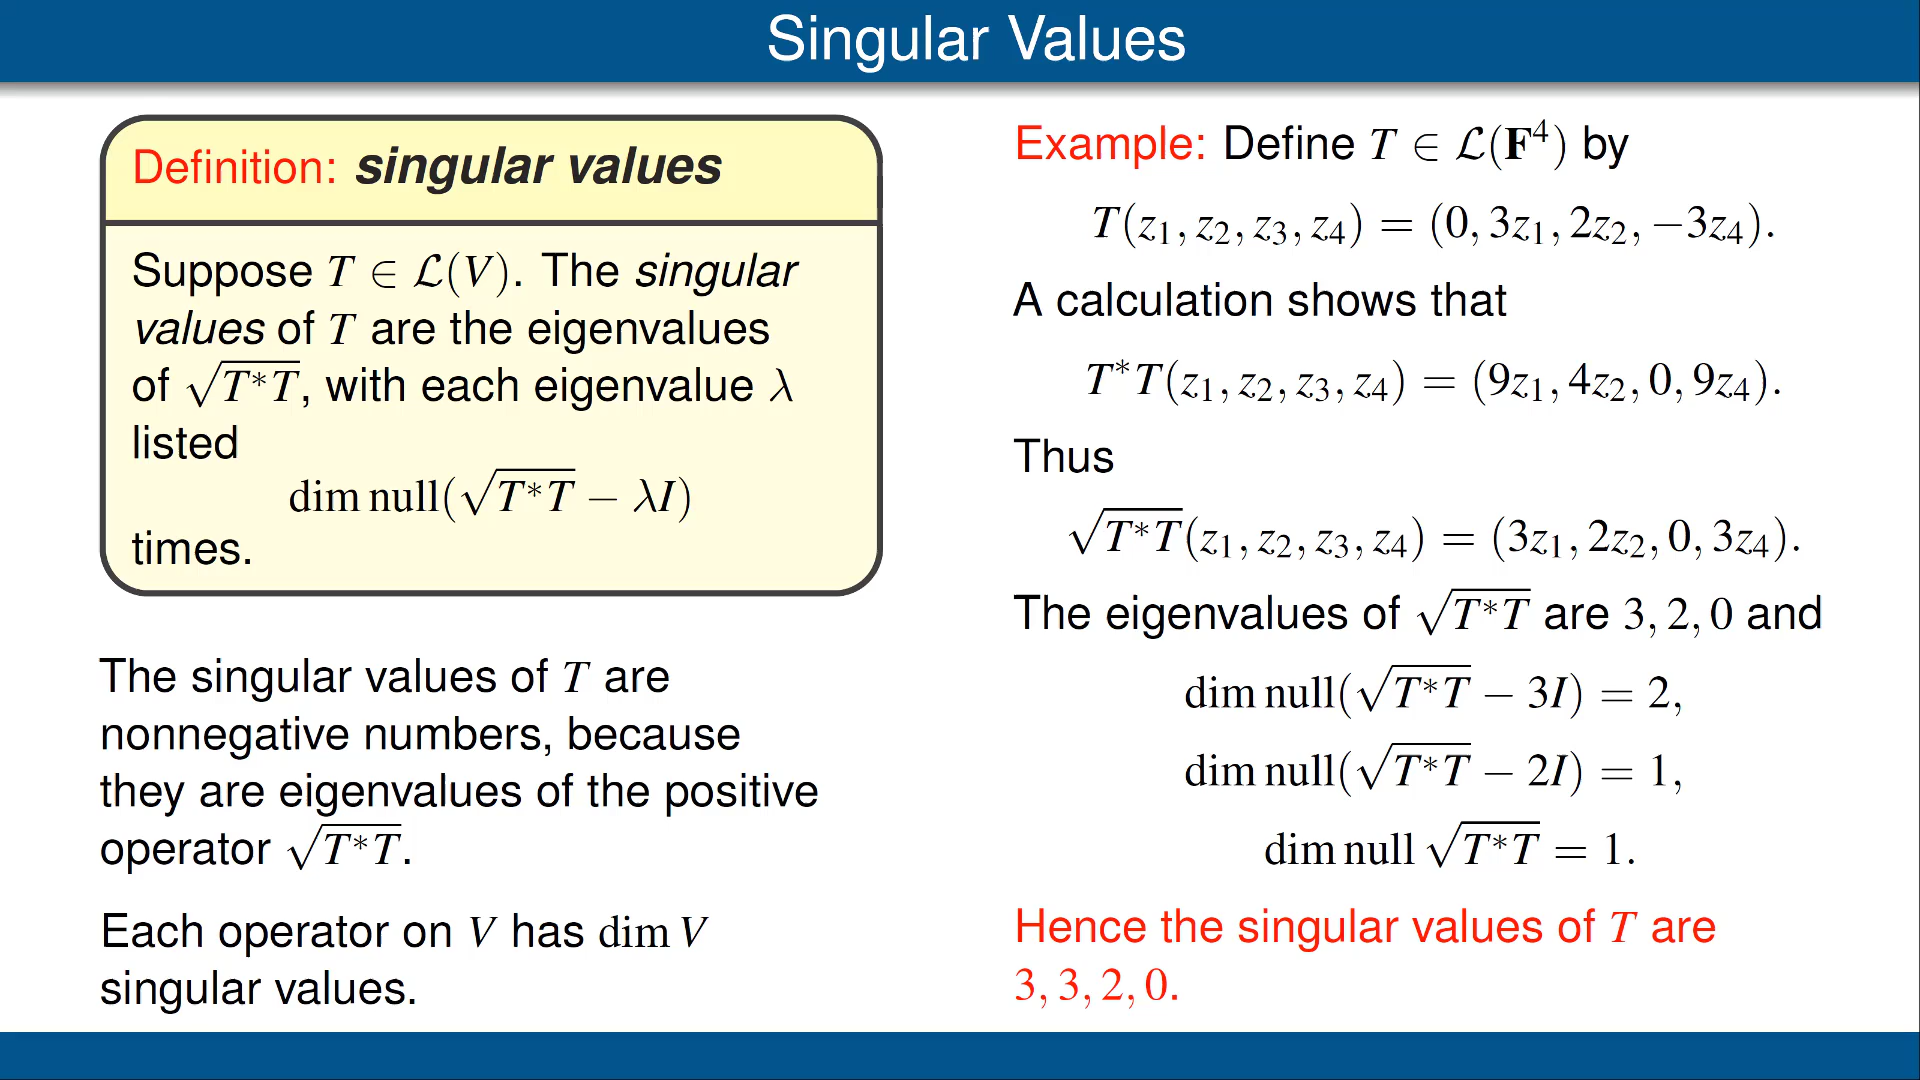 Singular Values
Definition: singular values
Suppose T ∈ ℒ(V). The singular
values of T are the eigenvalues
of √(T*T), with each eigenvalue λ
listed
dim null(√(T*T) − λI)
times.
The singular values of T are
nonnegative numbers, because
they are eigenvalues of the positive
operator √(T*T).
Each operator on V has dim V
singular values.
Example: Define T ∈ ℒ(F⁴) by
T(z₁, z₂, z₃, z₄) = (0, 3z₁, 2z₂, −3z₄).
A calculation shows that
T*T(z₁, z₂, z₃, z₄) = (9z₁, 4z₂, 0, 9z₄).
Thus
√(T*T)(z₁, z₂, z₃, z₄) = (3z₁, 2z₂, 0, 3z₄).
The eigenvalues of √(T*T) are 3, 2, 0 and
dim null(√(T*T) − 3I) = 2,
dim null(√(T*T) − 2I) = 1,
dim null √(T*T) = 1.
Hence the singular values of T are
3, 3, 2, 0.